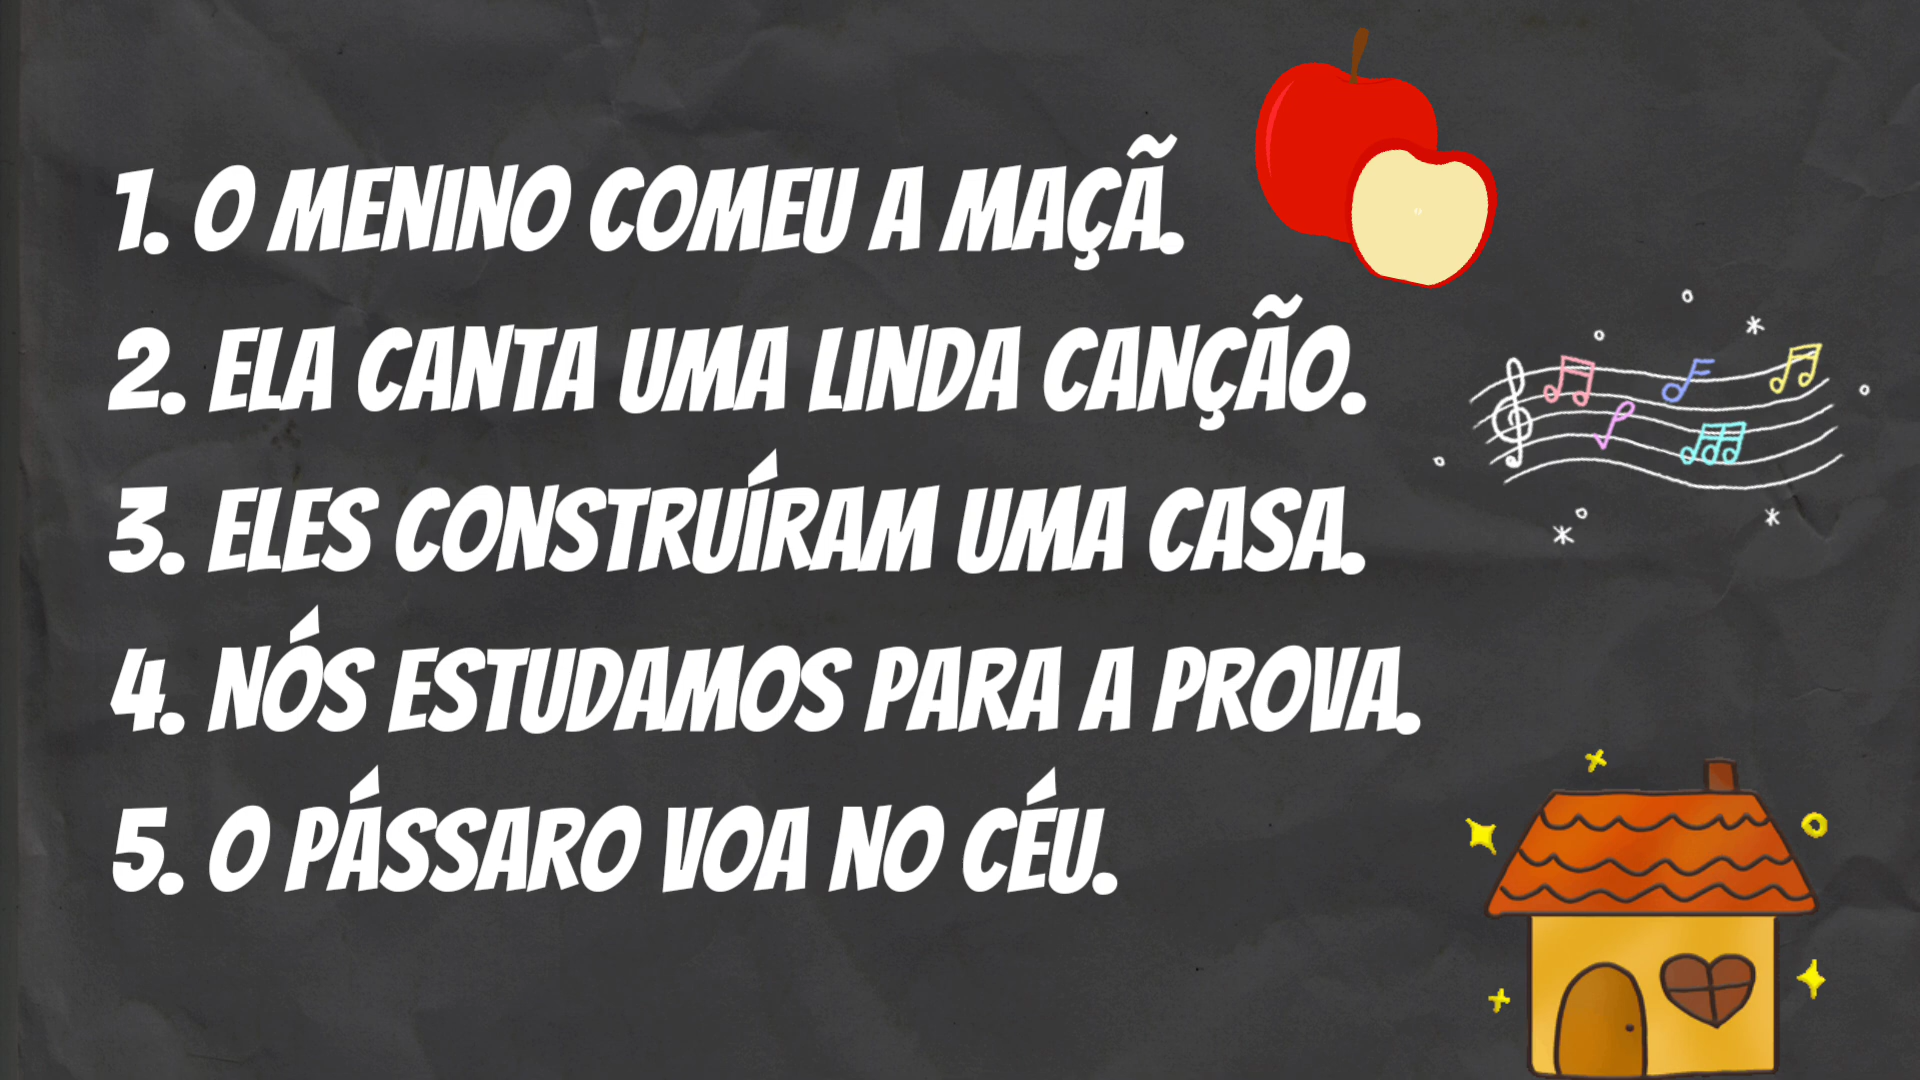 1. O MENINO COMEU A MAÇÃ.
2. ELA CANTA UMA LINDA CANÇÃO.
3. ELES CONSTRUÍRAM UMA CASA.
4. NÓS ESTUDAMOS PARA A PROVA.
5. O PÁSSARO VOA NO CÉU.